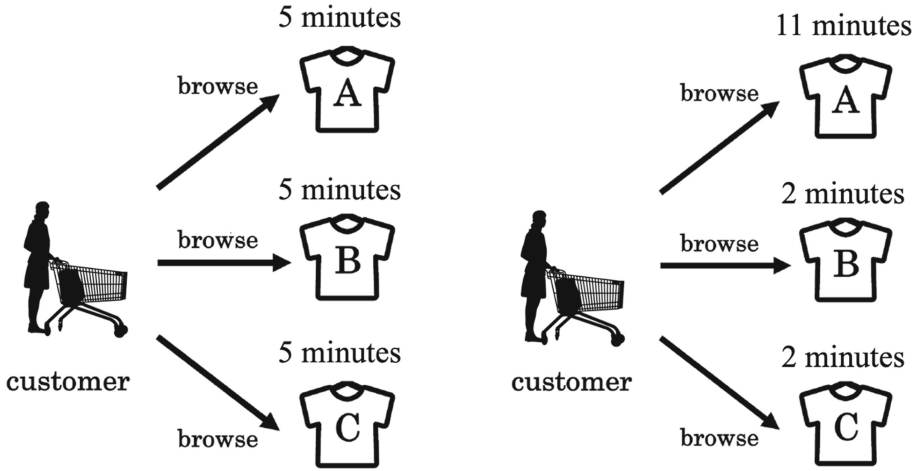 5 minutes
browse
A
5 minutes
browse
B
5 minutes
browse
C
customer
11 minutes
browse
A
2 minutes
browse
B
2 minutes
browse
C
customer